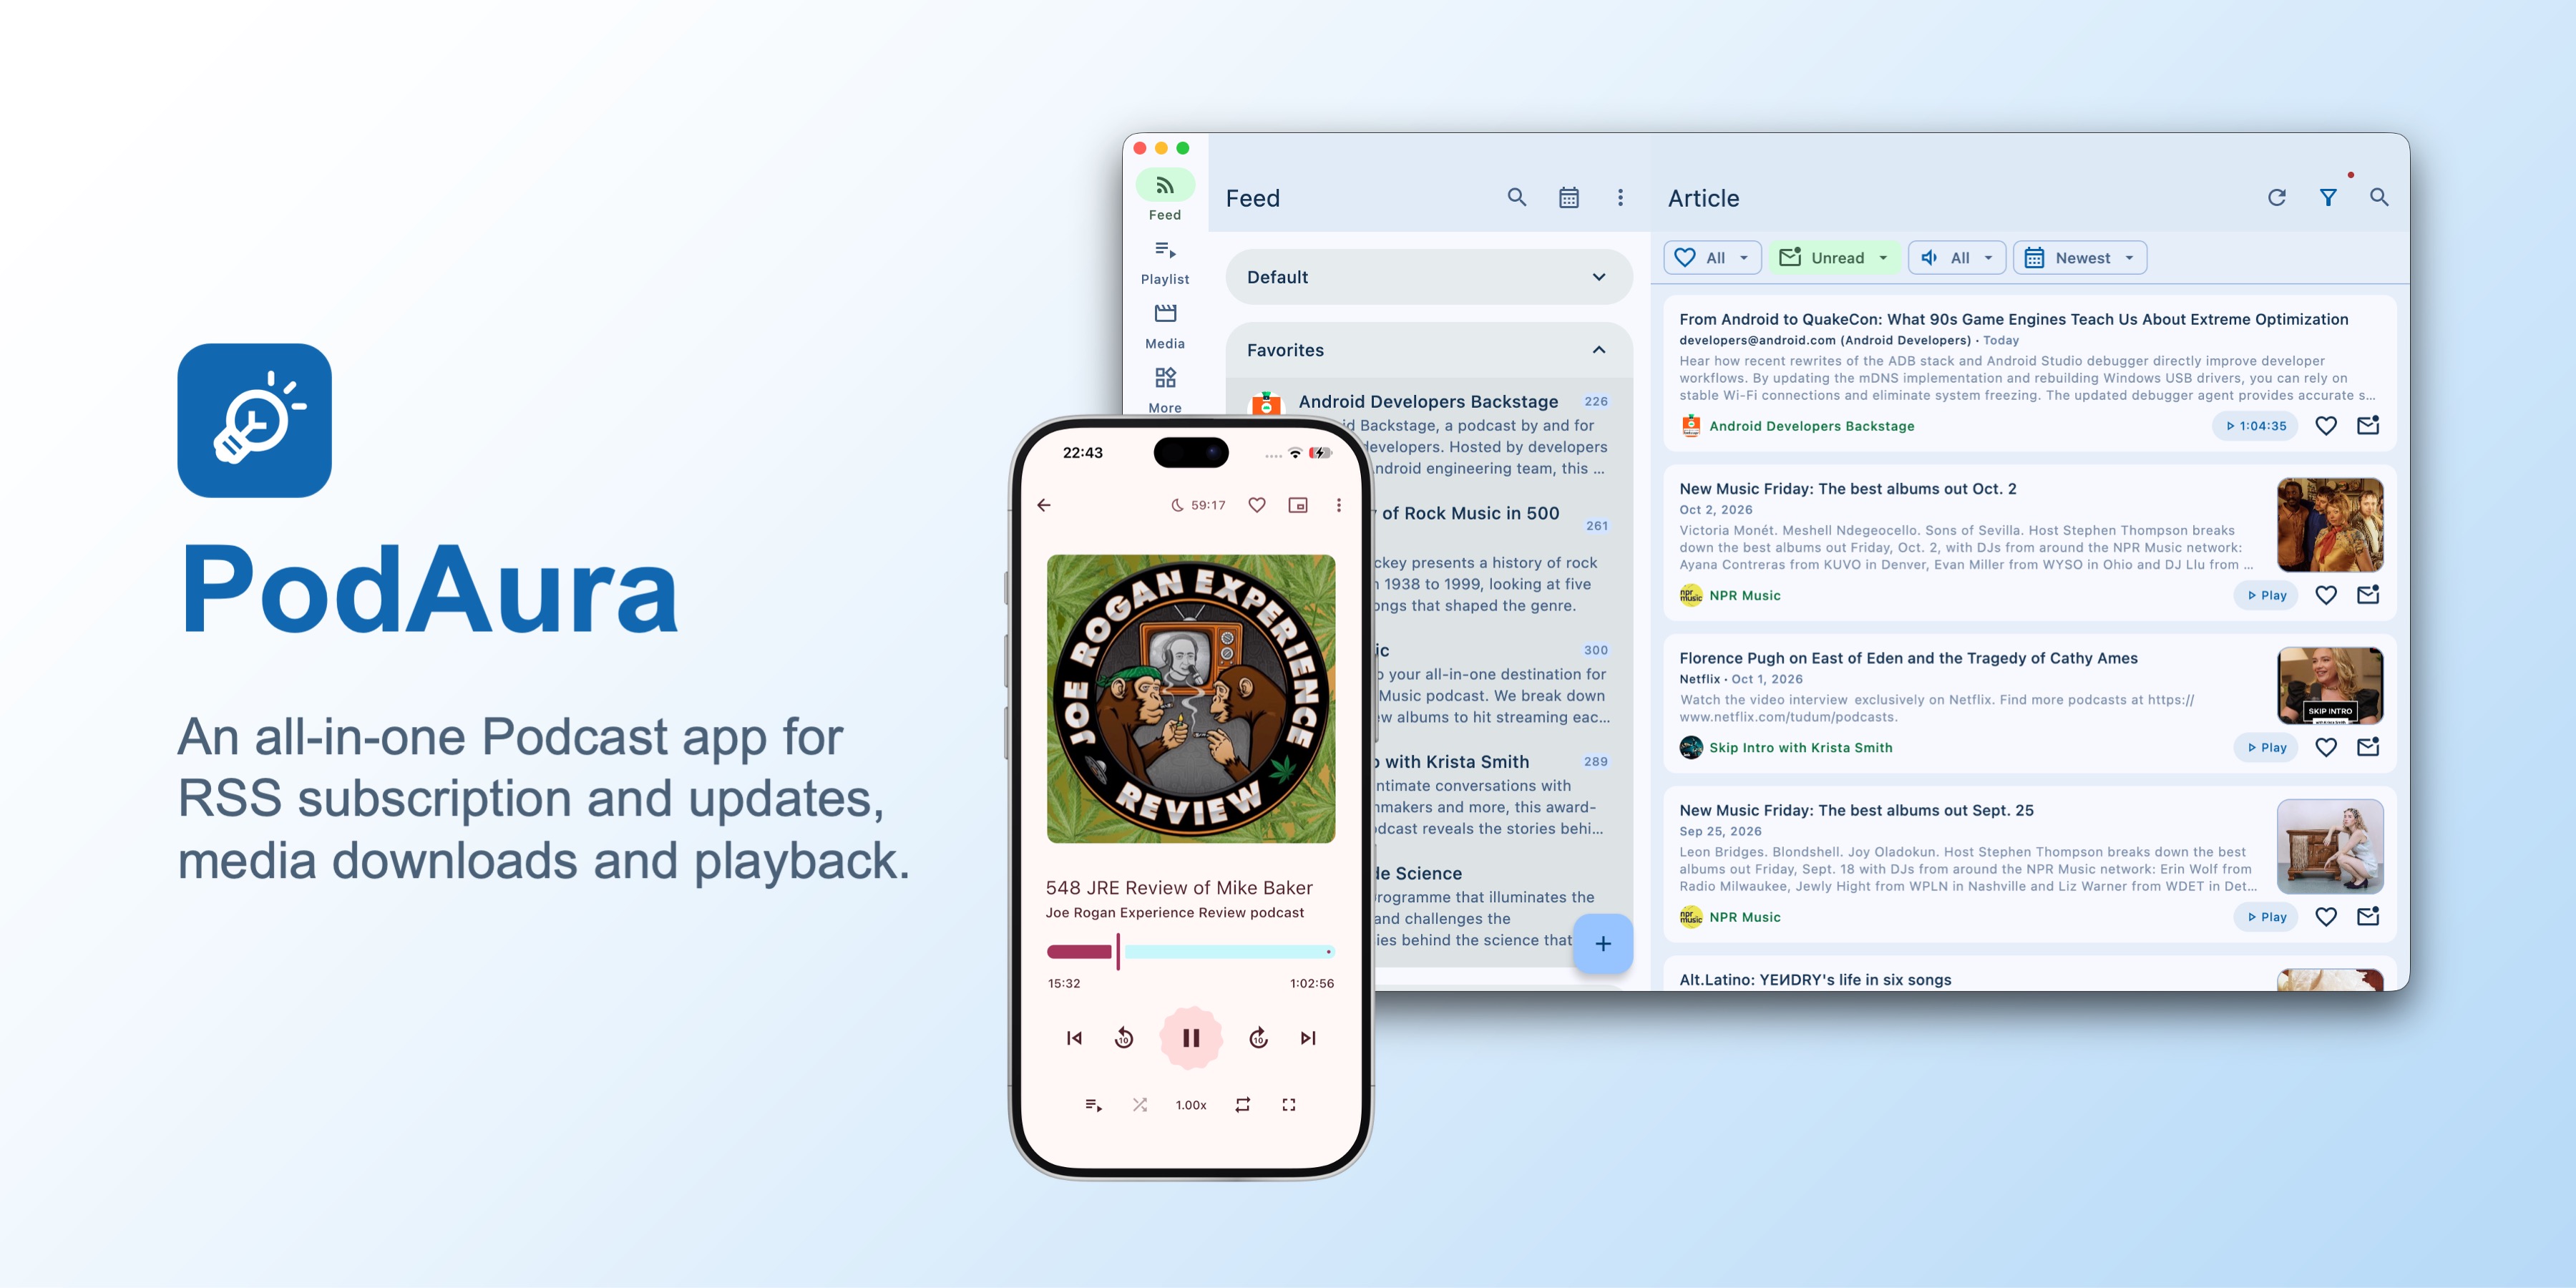 PodAura
An all-in-one Podcast app for
RSS subscription and updates,
media downloads and playback.
Feed
Playlist
Media
More
Feed
Default
Favorites
Android Developers Backstage
226
Backstage, a podcast by and for
developers. Hosted by developers
Android engineering team, this ...
of Rock Music in 500
261
presents a history of rock
1938 to 1999, looking at five
that shaped the genre.
300
your all-in-one destination for
Music podcast. We break down
albums to hit streaming eac...
with Krista Smith
289
intimate conversations with
and more, this award-
podcast reveals the stories behi...
Science
programme that illuminates the
and challenges the
behind the science that
+
Article
All
Unread
All
Newest
From Android to QuakeCon: What 90s Game Engines Teach Us About Extreme Optimization
developers@android.com (Android Developers) • Today
Hear how recent rewrites of the ADB stack and Android Studio debugger directly improve developer
workflows. By updating the mDNS implementation and rebuilding Windows USB drivers, you can rely on
stable Wi-Fi connections and eliminate system freezing. The updated debugger agent provides accurate s...
Android Developers Backstage
1:04:35
New Music Friday: The best albums out Oct. 2
Oct 2, 2026
Victoria Monét. Meshell Ndegeocello. Sons of Sevilla. Host Stephen Thompson breaks
down the best albums out Friday, Oct. 2, with DJs from around the NPR Music network:
Ayana Contreras from KUVO in Denver, Evan Miller from WYSO in Ohio and DJ Llu from ...
npr music
NPR Music
Play
Florence Pugh on East of Eden and the Tragedy of Cathy Ames
Netflix • Oct 1, 2026
Watch the video interview exclusively on Netflix. Find more podcasts at https://
www.netflix.com/tudum/podcasts.
SKIP INTRO
Skip Intro with Krista Smith
Play
New Music Friday: The best albums out Sept. 25
Sep 25, 2026
Leon Bridges. Blondshell. Joy Oladokun. Host Stephen Thompson breaks down the best
albums out Friday, Sept. 18 with DJs from around the NPR Music network: Erin Wolf from
Radio Milwaukee, Jewly Hight from WPLN in Nashville and Liz Warner from WDET in Det...
npr music
NPR Music
Play
Alt.Latino: YEИDRY's life in six songs
22:43
59:17
JOE ROGAN EXPERIENCE
REVIEW
548 JRE Review of Mike Baker
Joe Rogan Experience Review podcast
15:32
1:02:56
10
10
1.00x